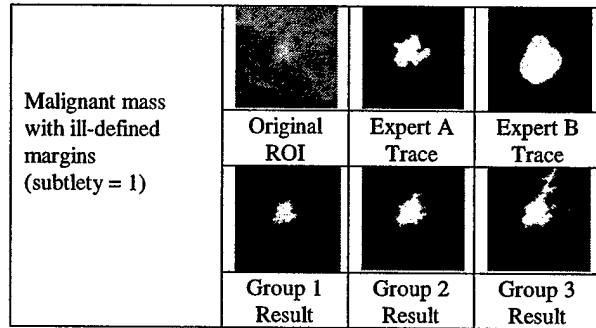 Malignant mass
with ill-defined
margins
(subtlety = 1)
Original
ROI
Expert A
Trace
Expert B
Trace
Group 1
Result
Group 2
Result
Group 3
Result